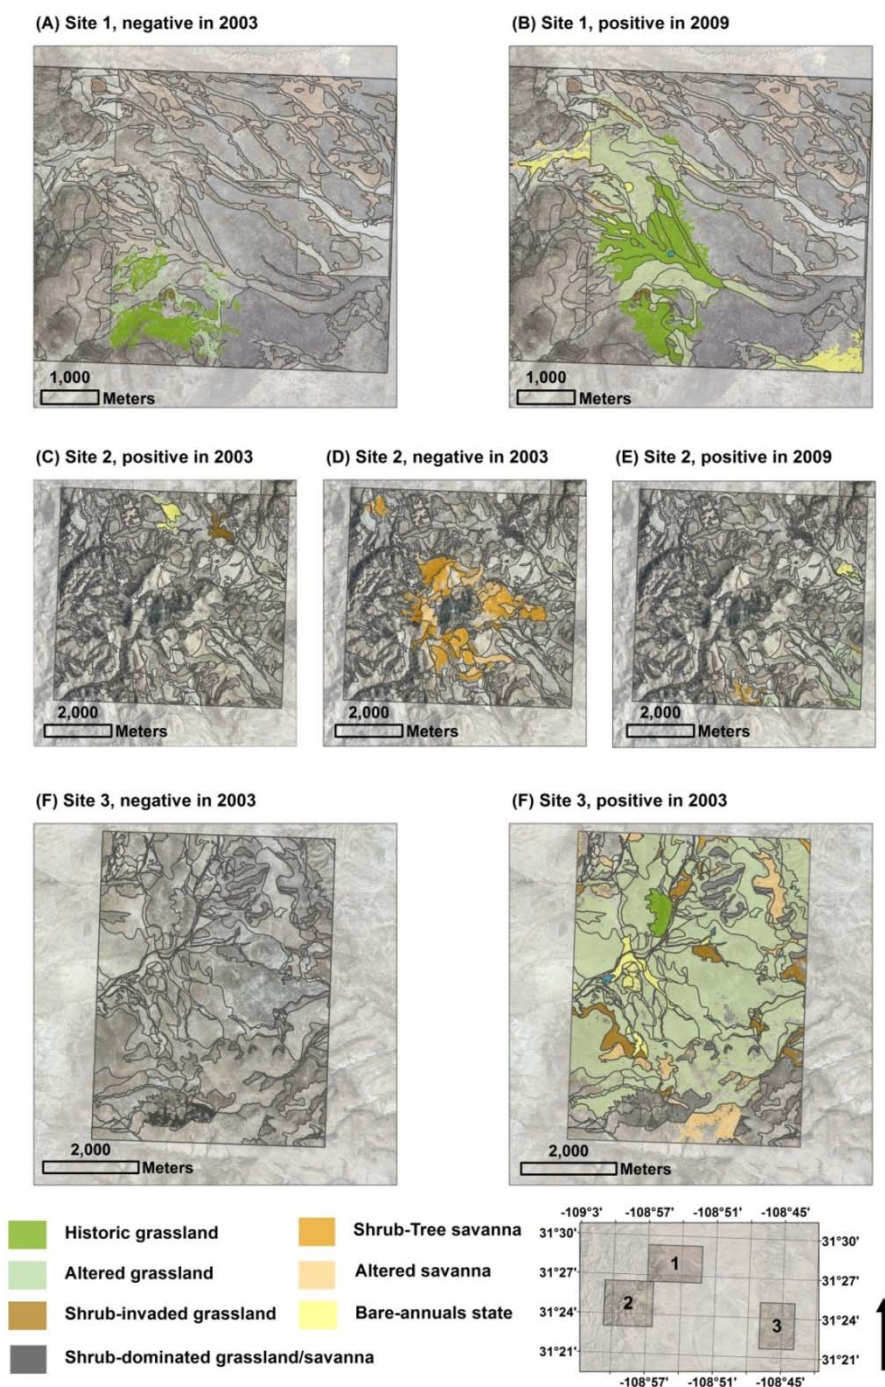 (A) Site 1, negative in 2003
(B) Site 1, positive in 2009
1,000
Meters
1,000
Meters
(C) Site 2, positive in 2003
(D) Site 2, negative in 2003
(E) Site 2, positive in 2009
2,000
Meters
2,000
Meters
2,000
Meters
(F) Site 3, negative in 2003
(F) Site 3, positive in 2003
2,000
Meters
2,000
Meters
Historic grassland
Altered grassland
Shrub-invaded grassland
Shrub-dominated grassland/savanna
Shrub-Tree savanna
Altered savanna
Bare-annuals state
-109°3' -108°57' -108°51' -108°45'
31°30' 31°30'
31°27' 31°27'
31°24' 31°24'
31°21' 31°21'
1
2
3
-108°57' -108°51' -108°45'